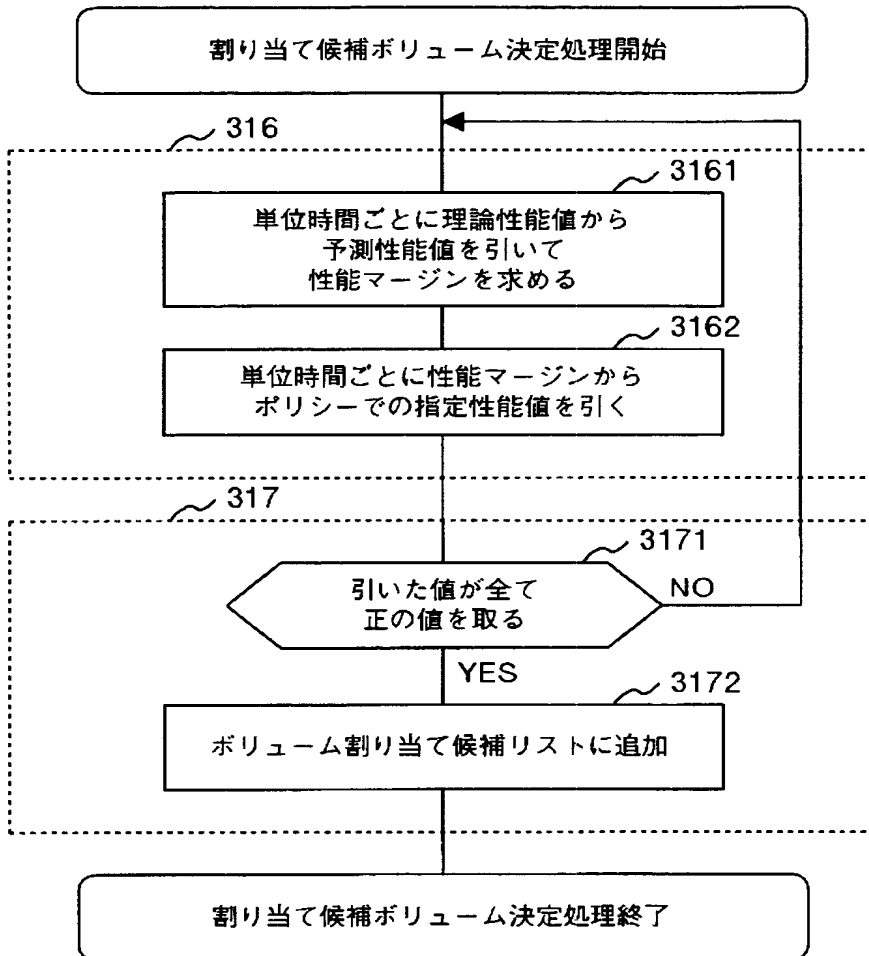 割り当て候補ボリューム決定処理開始
316
3161
単位時間ごとに理論性能値から
予測性能値を引いて
性能マージンを求める
3162
単位時間ごとに性能マージンから
ポリシーでの指定性能値を引く
317
3171
引いた値が全て
正の値を取る
NO
YES
3172
ボリューム割り当て候補リストに追加
割り当て候補ボリューム決定処理終了